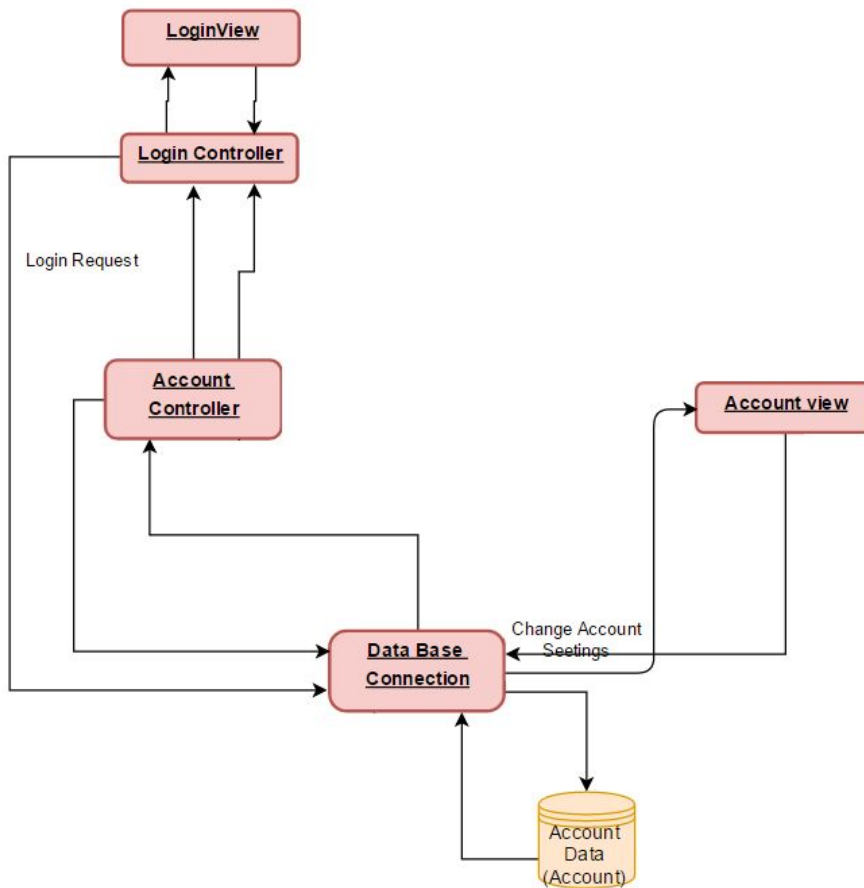 LoginView
Login Controller
Login Request
Account
Controller
Account view
Change Account
Seetings
Data Base
Connection
Account
Data
(Account)